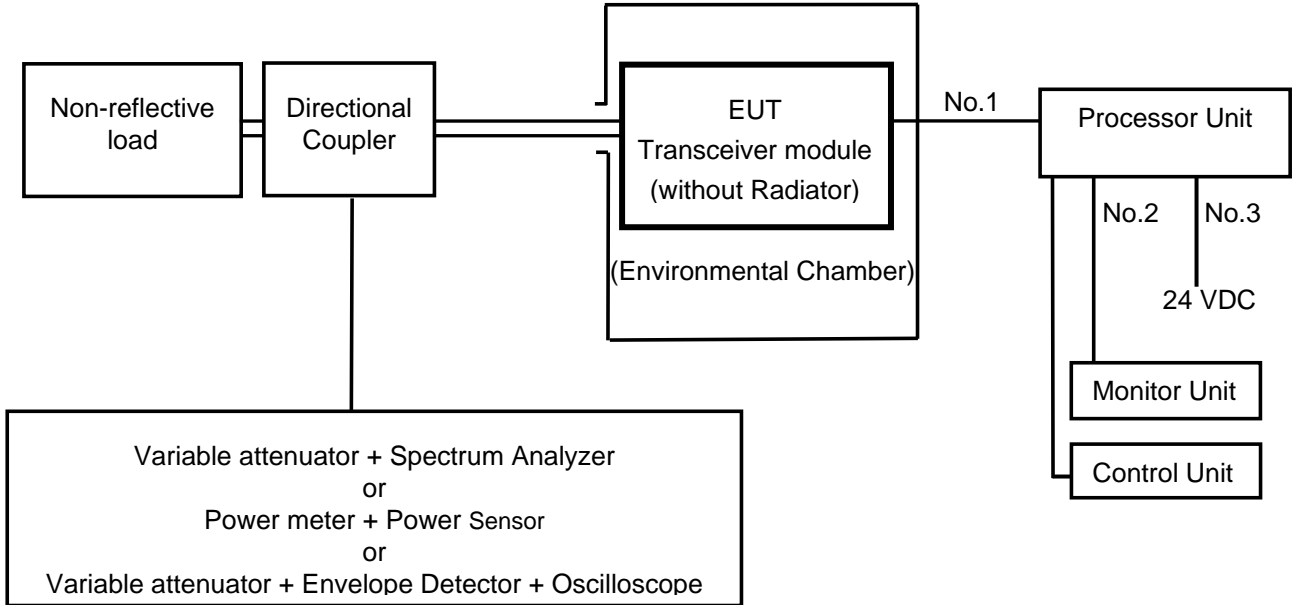 Non-reflective
load
Directional
Coupler
EUT
Transceiver module
(without Radiator)
(Environmental Chamber)
No.1
Processor Unit
No.2
No.3
24 VDC
Monitor Unit
Control Unit
Variable attenuator + Spectrum Analyzer
or
Power meter + Power Sensor
or
Variable attenuator + Envelope Detector + Oscilloscope